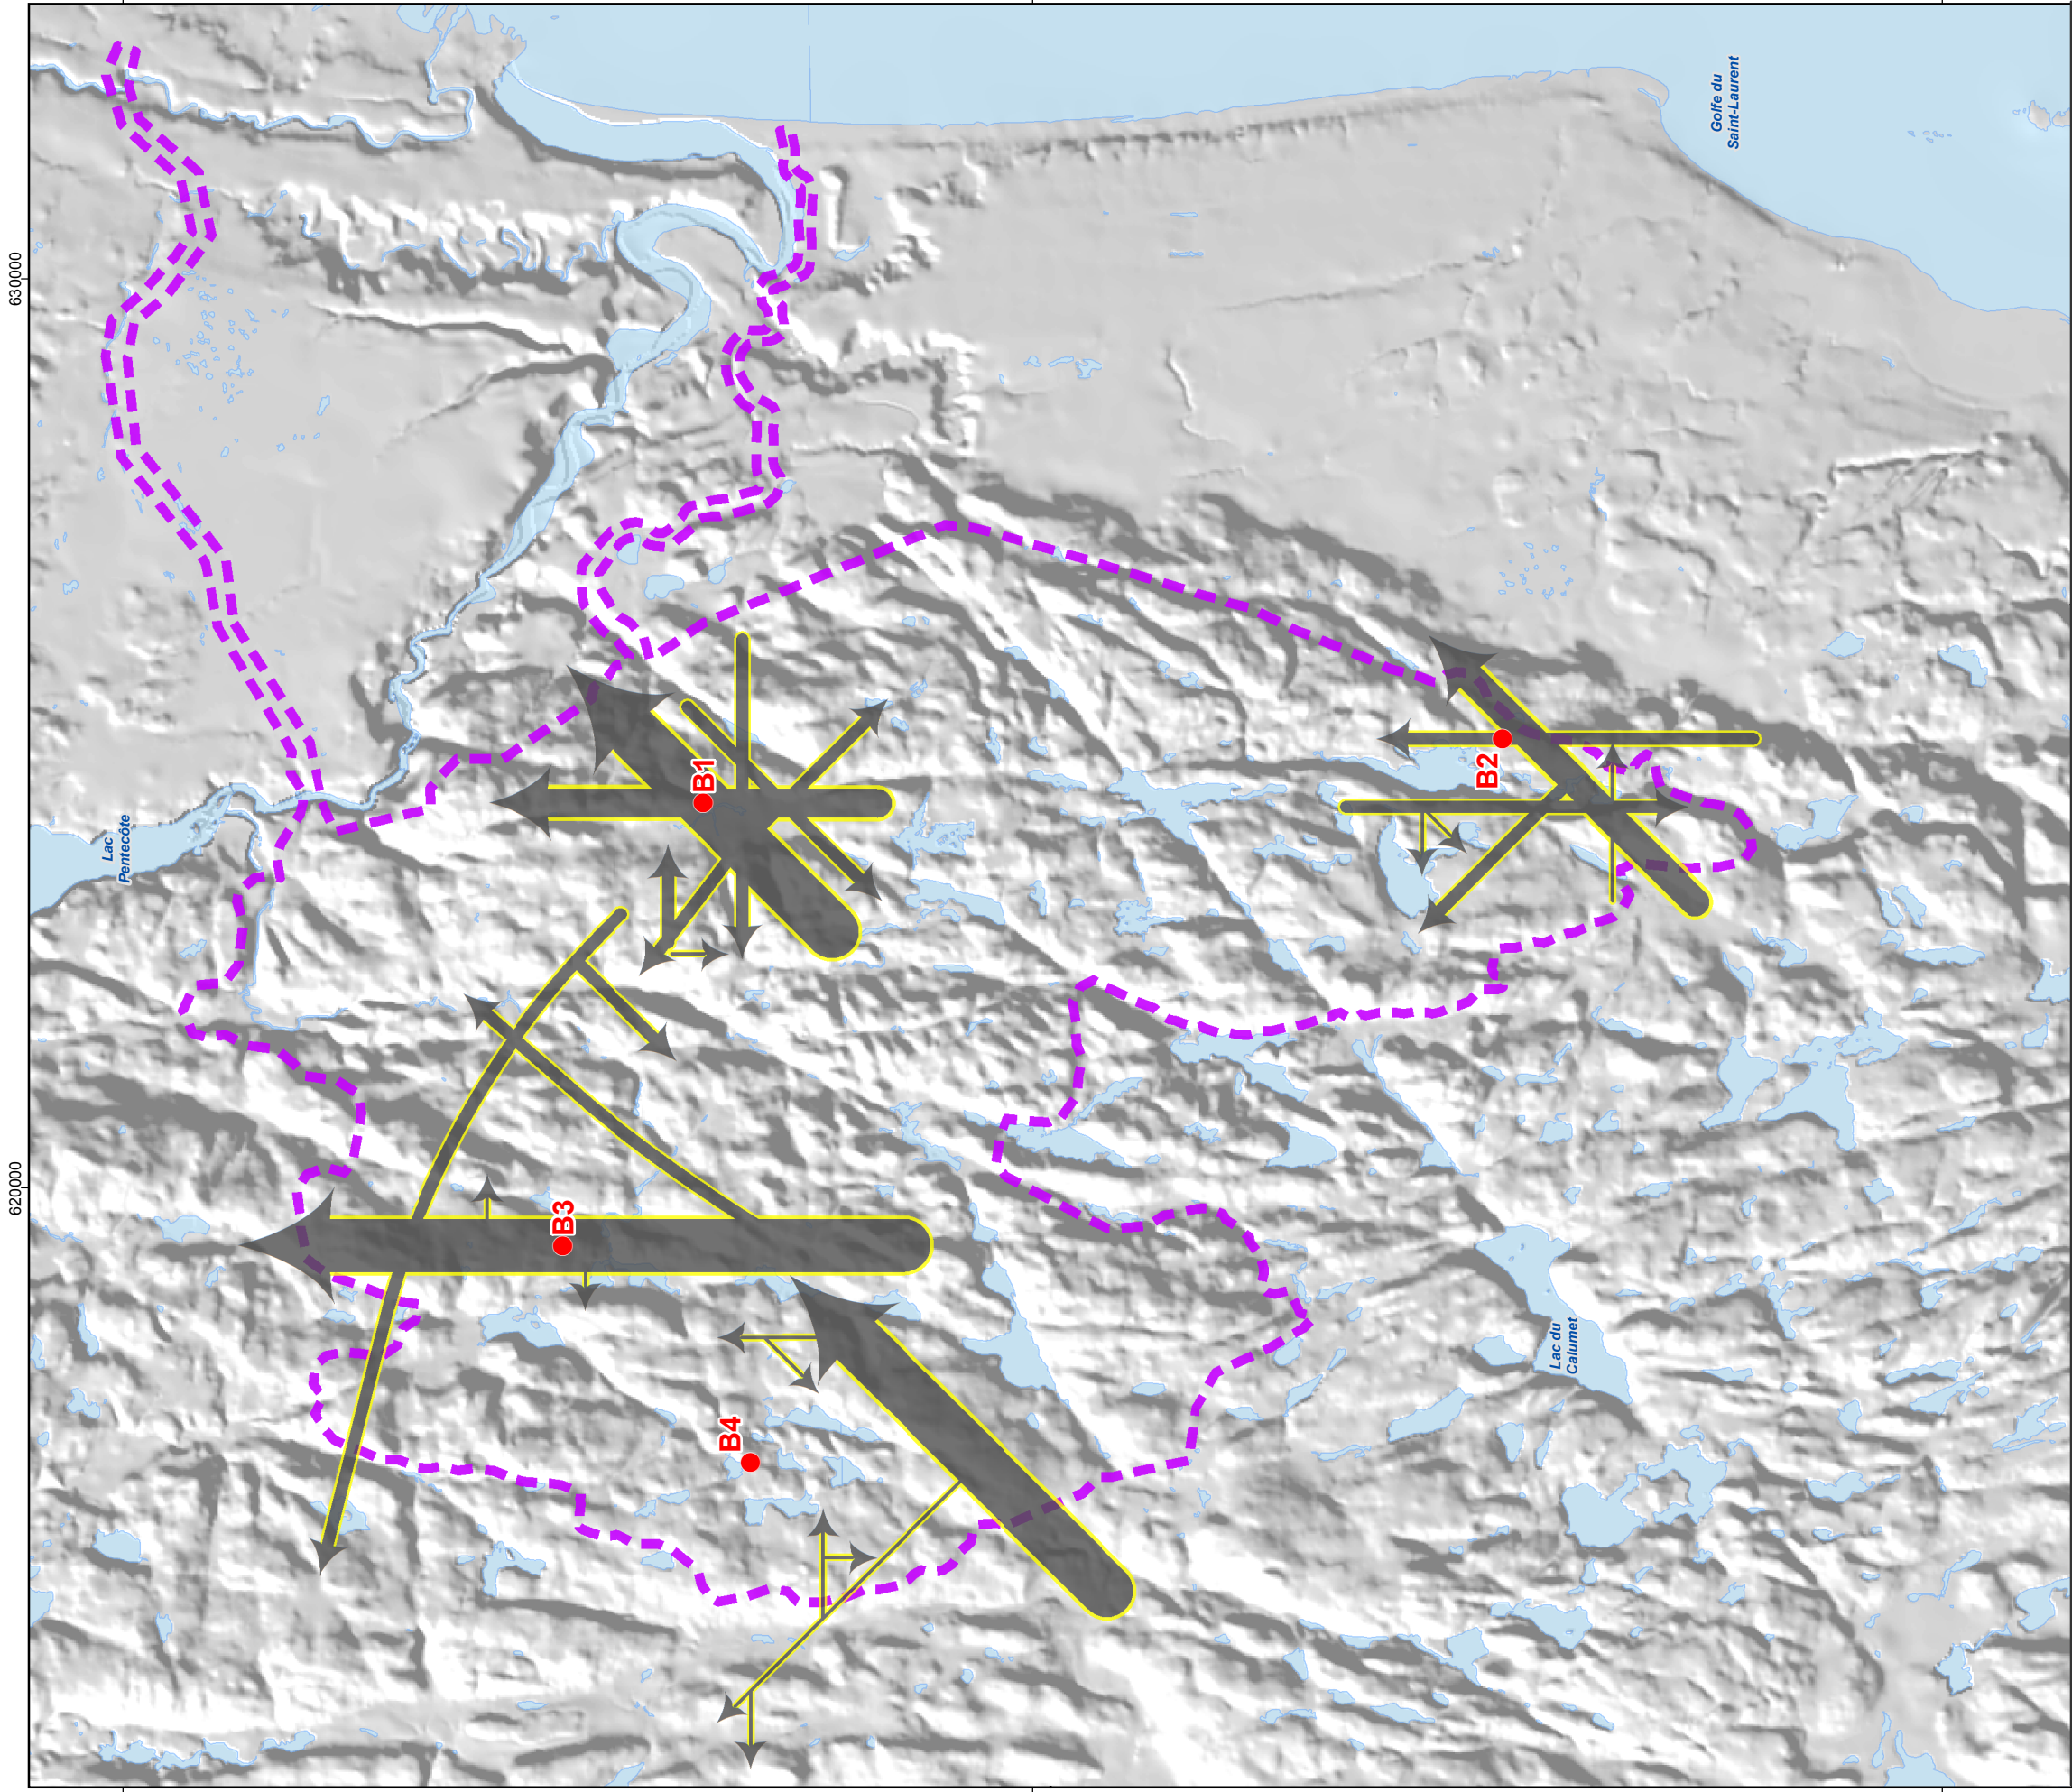 630000
620000
Golfe du
Saint-Laurent
Lac
Pentecôte
B1
B2
B3
B4
Lac du
Calumet